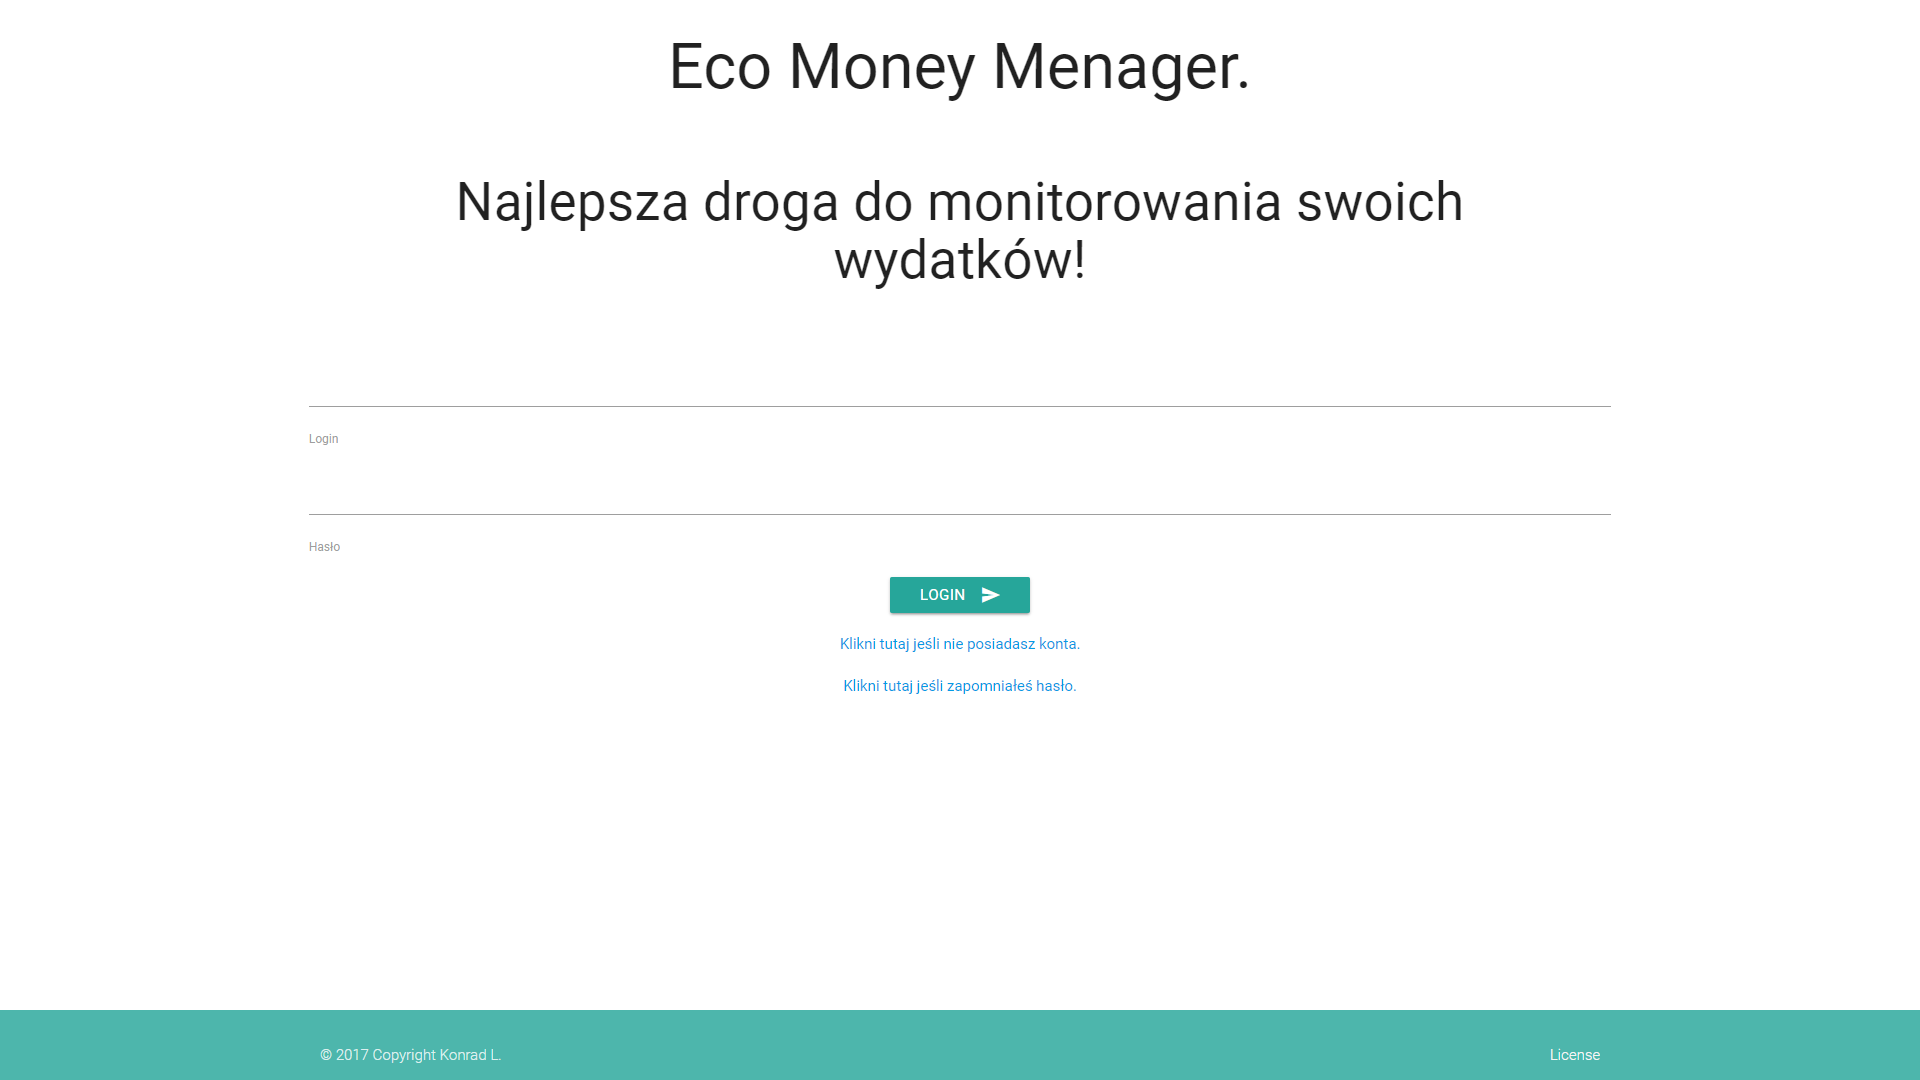 Eco Money Menager.
Najlepsza droga do monitorowania swoich
wydatków!
Login
Hasło
LOGIN
Klikni tutaj jeśli nie posiadasz konta.
Klikni tutaj jeśli zapomniałeś hasło.
© 2017 Copyright Konrad L.
License